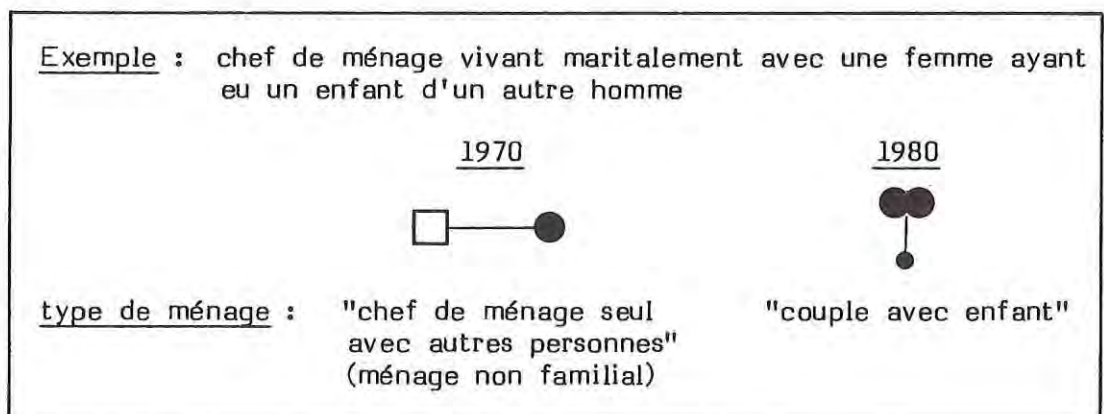 Exemple : chef de ménage vivant maritalement avec une femme ayant
eu un enfant d'un autre homme
1970 1980
type de ménage : "chef de ménage seul "couple avec enfant"
avec autres personnes"
(ménage non familial)